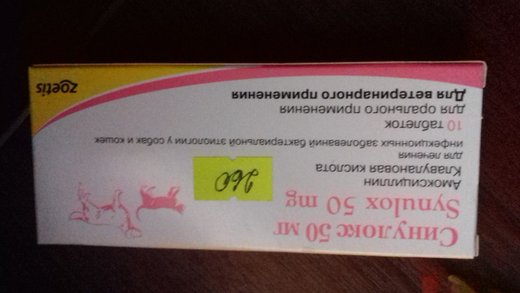 Синулокс 50 мг
Synulox 50 mg
Амоксициллин
Клавулановая кислота
для лечения
инфекционных заболеваний бактериальной этиологии у собак и кошек
10 таблеток
для орального применения
Для ветеринарного применения
zoetis
260